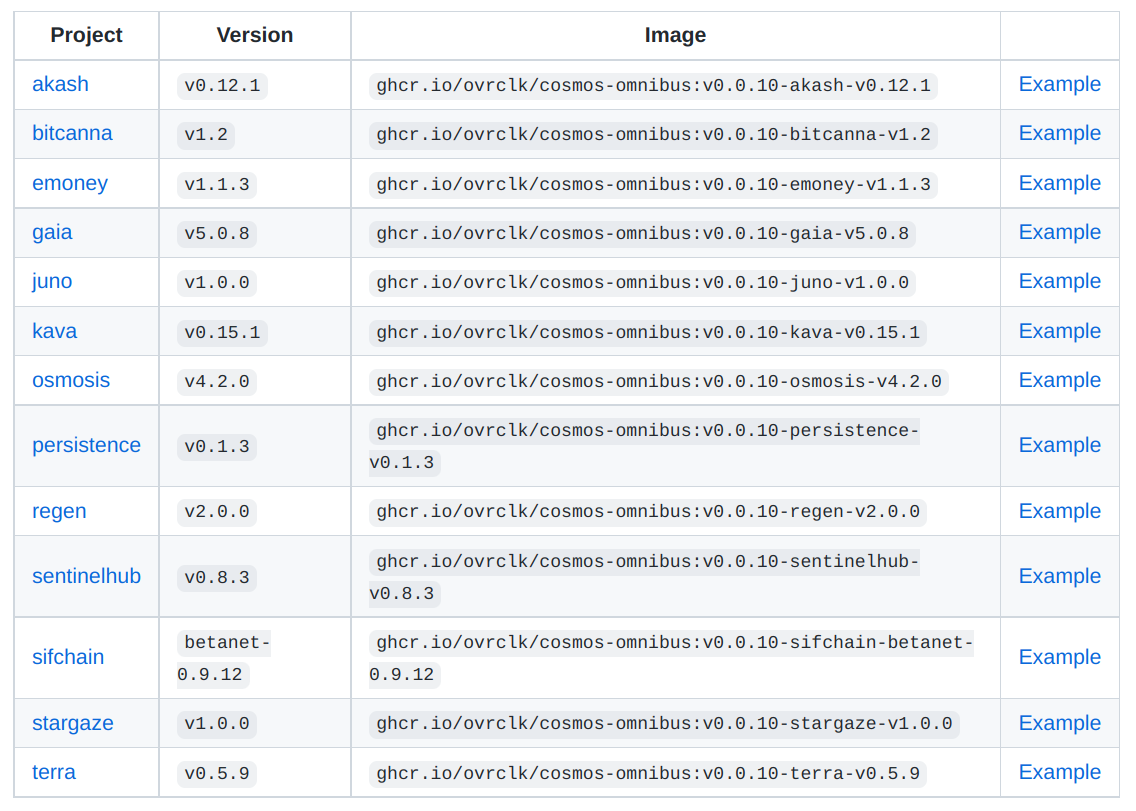 Project Version Image
akash v0.12.1 ghcr.io/ovrclk/cosmos-omnibus:v0.0.10-akash-v0.12.1 Example
bitcanna v1.2 ghcr.io/ovrclk/cosmos-omnibus:v0.0.10-bitcanna-v1.2 Example
emoney v1.1.3 ghcr.io/ovrclk/cosmos-omnibus:v0.0.10-emoney-v1.1.3 Example
gaia v5.0.8 ghcr.io/ovrclk/cosmos-omnibus:v0.0.10-gaia-v5.0.8 Example
juno v1.0.0 ghcr.io/ovrclk/cosmos-omnibus:v0.0.10-juno-v1.0.0 Example
kava v0.15.1 ghcr.io/ovrclk/cosmos-omnibus:v0.0.10-kava-v0.15.1 Example
osmosis v4.2.0 ghcr.io/ovrclk/cosmos-omnibus:v0.0.10-osmosis-v4.2.0 Example
persistence v0.1.3 ghcr.io/ovrclk/cosmos-omnibus:v0.0.10-persistence-
v0.1.3 Example
regen v2.0.0 ghcr.io/ovrclk/cosmos-omnibus:v0.0.10-regen-v2.0.0 Example
sentinelhub v0.8.3 ghcr.io/ovrclk/cosmos-omnibus:v0.0.10-sentinelhub-
v0.8.3 Example
sifchain betanet-
0.9.12 ghcr.io/ovrclk/cosmos-omnibus:v0.0.10-sifchain-betanet-
0.9.12 Example
stargaze v1.0.0 ghcr.io/ovrclk/cosmos-omnibus:v0.0.10-stargaze-v1.0.0 Example
terra v0.5.9 ghcr.io/ovrclk/cosmos-omnibus:v0.0.10-terra-v0.5.9 Example